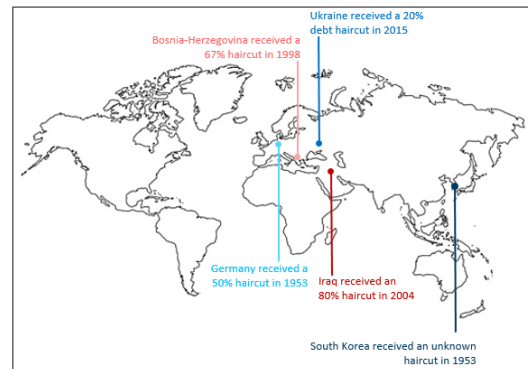 Ukraine received a 20%
debt haircut in 2015
Bosnia-Herzegovina received a
67% haircut in 1998
Germany received a
50% haircut in 1953
Iraq received an
80% haircut in 2004
South Korea received an unknown
haircut in 1953